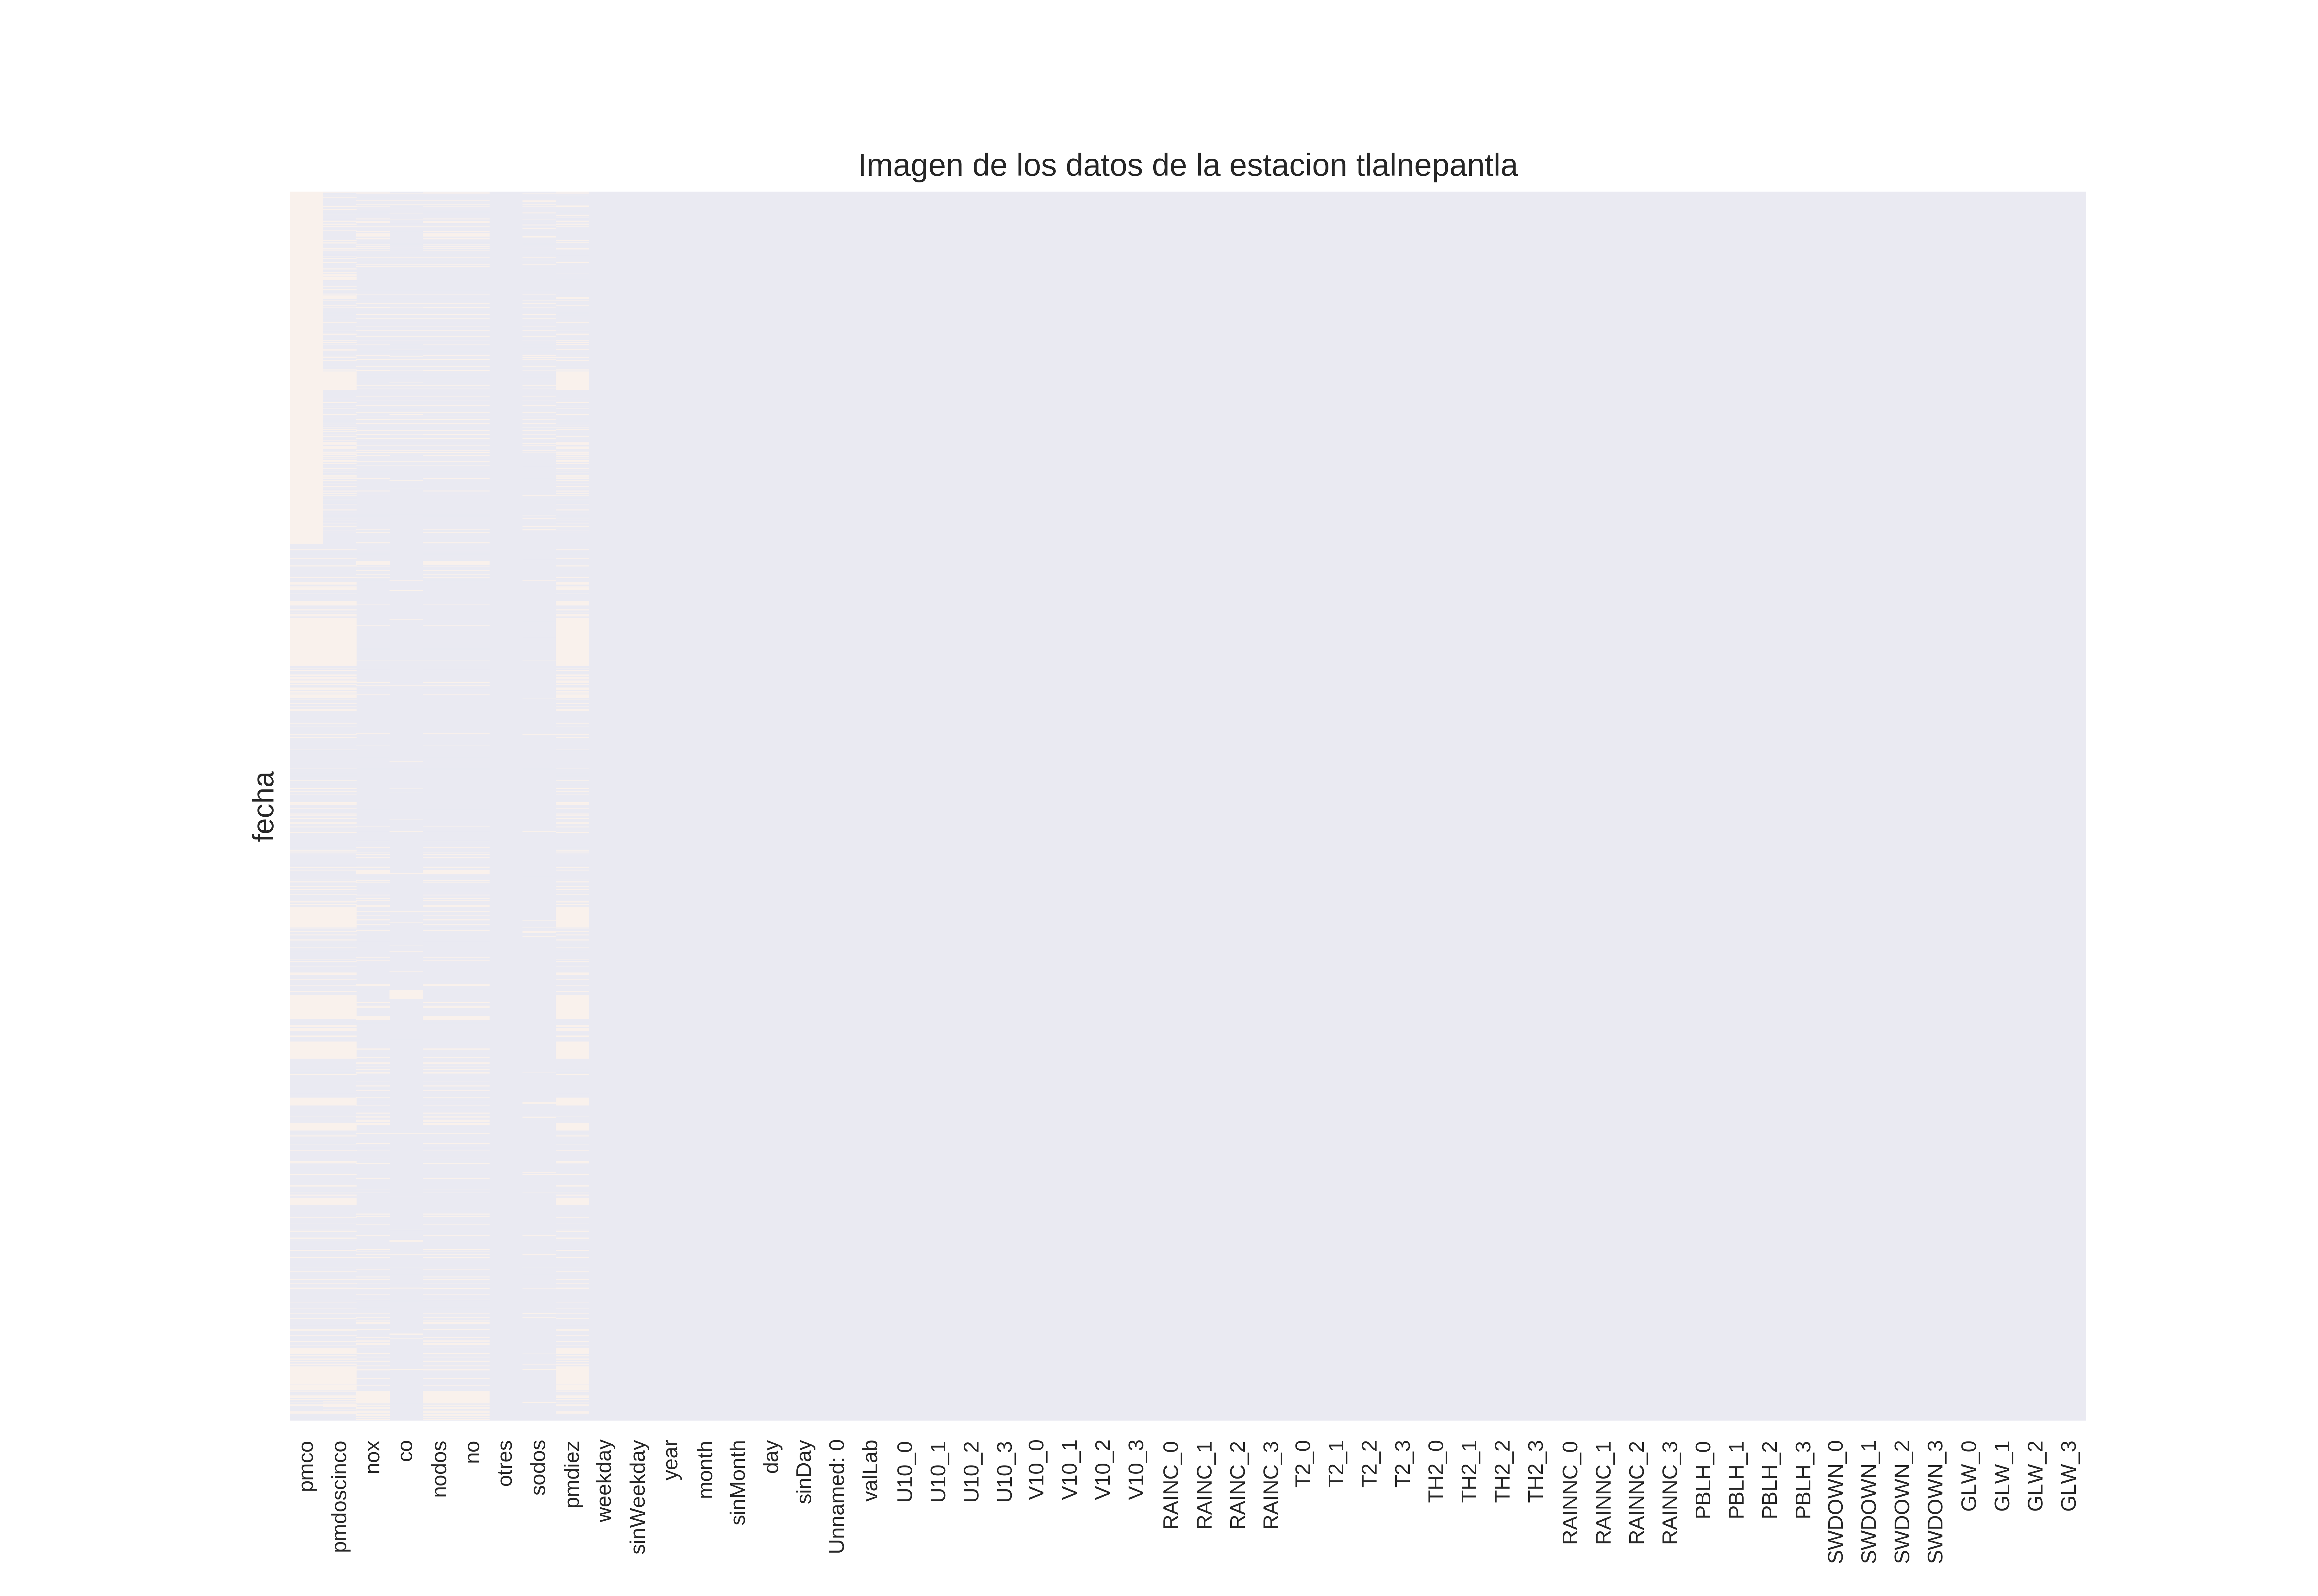 Imagen de los datos de la estacion tlalnepantla
fecha
pmco
pmdoscinco
nox
co
nodos
no
otres
sodos
pmdiez
weekday
sinWeekday
year
month
sinMonth
day
sinDay
Unnamed: 0
valLab
U10_0
U10_1
U10_2
U10_3
V10_0
V10_1
V10_2
V10_3
RAINC_0
RAINC_1
RAINC_2
RAINC_3
T2_0
T2_1
T2_2
T2_3
TH2_0
TH2_1
TH2_2
TH2_3
RAINNC_0
RAINNC_1
RAINNC_2
RAINNC_3
PBLH_0
PBLH_1
PBLH_2
PBLH_3
SWDOWN_0
SWDOWN_1
SWDOWN_2
SWDOWN_3
GLW_0
GLW_1
GLW_2
GLW_3